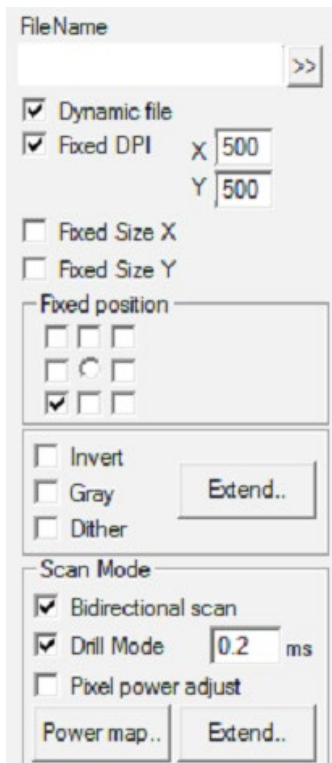 FileName
>>
Dynamic file
Fixed DPI X 500
Y 500
Fixed Size X
Fixed Size Y
Fixed position
Invert
Gray
Extend..
Dither
Scan Mode
Bidirectional scan
Drill Mode 0.2 ms
Pixel power adjust
Power map.. Extend..